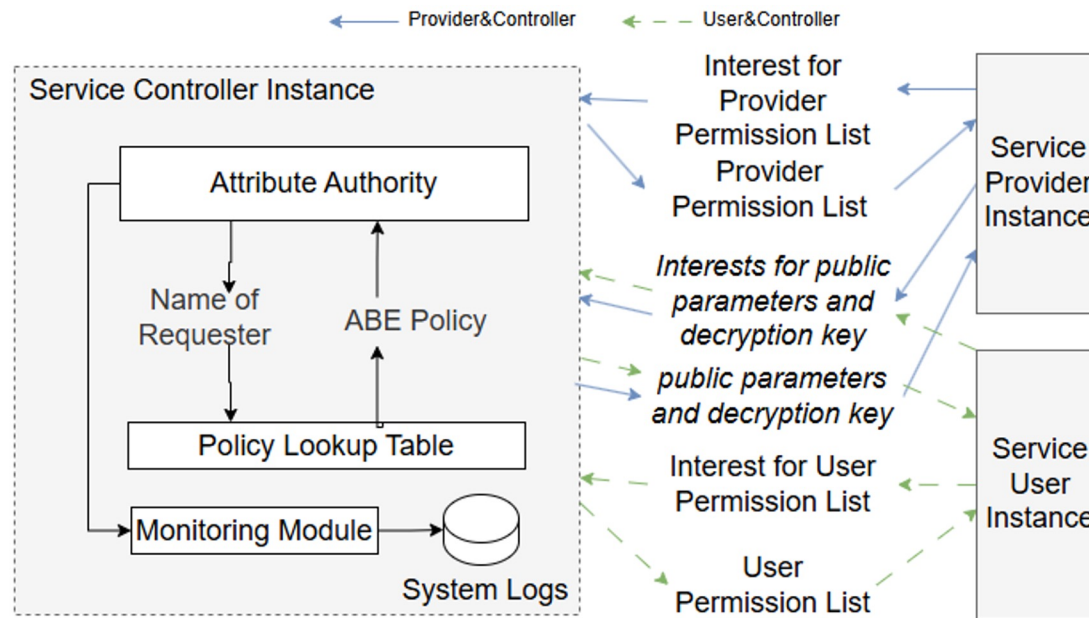 Provider&Controller
User&Controller
Service Controller Instance
Attribute Authority
Name of
Requester
ABE Policy
Policy Lookup Table
Monitoring Module
System Logs
Interest for
Provider
Permission List
Provider
Permission List
Interests for public
parameters and
decryption key
public parameters
and decryption key
Interest for User
Permission List
User
Permission List
Service
Provider
Instance
Service
User
Instance